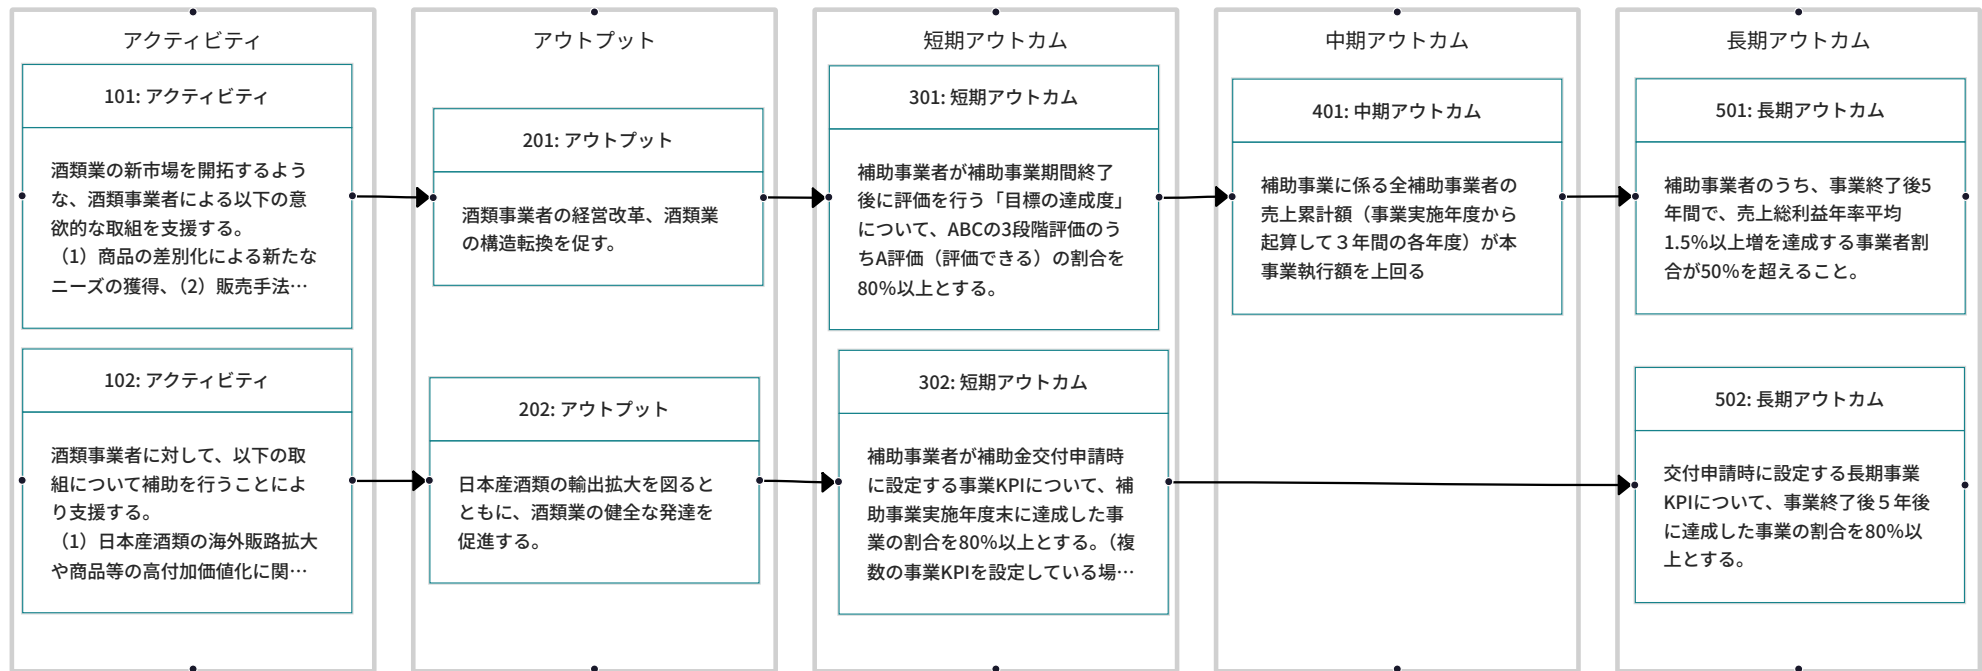 アクティビティ
101: アクティビティ
酒類業の新市場を開拓するよう
な、酒類事業者による以下の意
欲的な取組を支援する。
（1）商品の差別化による新たな
ニーズの獲得、（2）販売手法…
102: アクティビティ
酒類事業者に対して、以下の取
組について補助を行うことによ
り支援する。
（1）日本産酒類の海外販路拡大
や商品等の高付加価値化に関…
アウトプット
201: アウトプット
酒類事業者の経営改革、酒類業
の構造転換を促す。
202: アウトプット
日本産酒類の輸出拡大を図ると
ともに、酒類業の健全な発達を
促進する。
短期アウトカム
301: 短期アウトカム
補助事業者が補助事業期間終了
後に評価を行う「目標の達成度」
について、ABCの3段階評価のう
ちA評価（評価できる）の割合を
80％以上とする。
302: 短期アウトカム
補助事業者が補助金交付申請時
に設定する事業KPIについて、補
助事業実施年度末に達成した事
業の割合を80％以上とする。（複
数の事業KPIを設定している場…
中期アウトカム
401: 中期アウトカム
補助事業に係る全補助事業者の
売上累計額（事業実施年度から
起算して３年間の各年度）が本
事業執行額を上回る
長期アウトカム
501: 長期アウトカム
補助事業者のうち、事業終了後5
年間で、売上総利益年率平均
1.5％以上増を達成する事業者割
合が50％を超えること。
502: 長期アウトカム
交付申請時に設定する長期事業
KPIについて、事業終了後５年後
に達成した事業の割合を80％以
上とする。